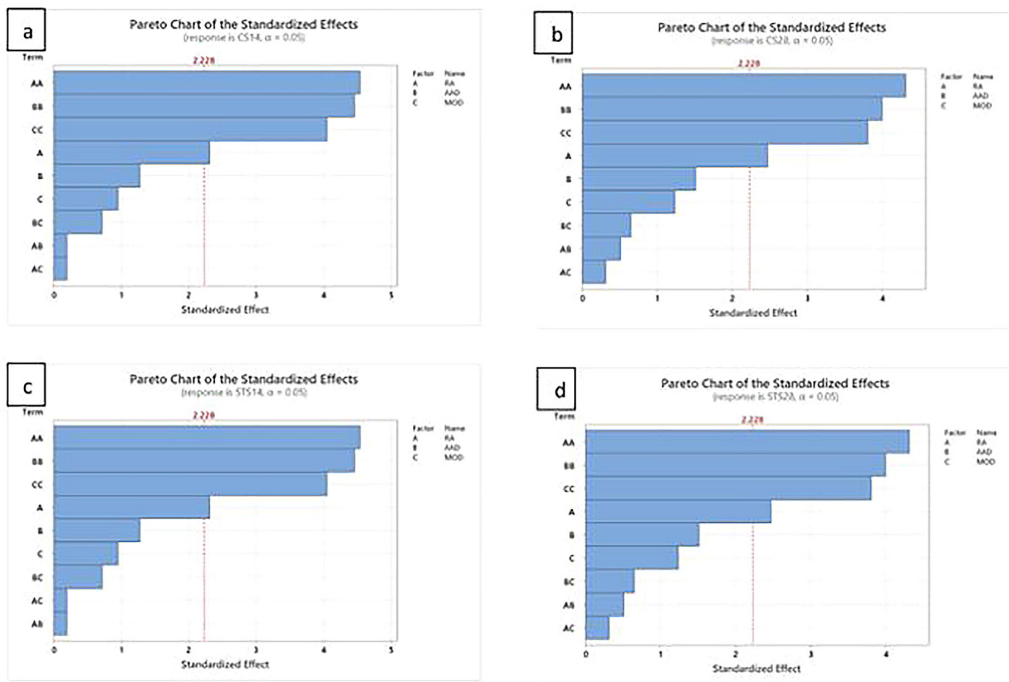 a
Pareto Chart of the Standardized Effects
(response is CS14, α = 0.05)
Term
2.228
AA
BB
CC
A
B
C
BC
AB
AC
0 1 2 3 4 5
Standardized Effect
Factor Name
A RA
B AAD
C MOD
b
Pareto Chart of the Standardized Effects
(response is CS28, α = 0.05)
Term
2.228
AA
BB
CC
A
B
C
BC
AB
AC
0 1 2 3 4
Standardized Effect
Factor Name
A RA
B AAD
C MOD
c
Pareto Chart of the Standardized Effects
(response is STS14, α = 0.05)
Term
2.228
AA
BB
CC
A
B
C
BC
AC
AB
0 1 2 3 4 5
Standardized Effect
Factor Name
A RA
B AAD
C MOD
d
Pareto Chart of the Standardized Effects
(response is STS28, α = 0.05)
Term
2.228
AA
BB
CC
A
B
C
BC
AB
AC
0 1 2 3 4
Standardized Effect
Factor Name
A RA
B AAD
C MOD